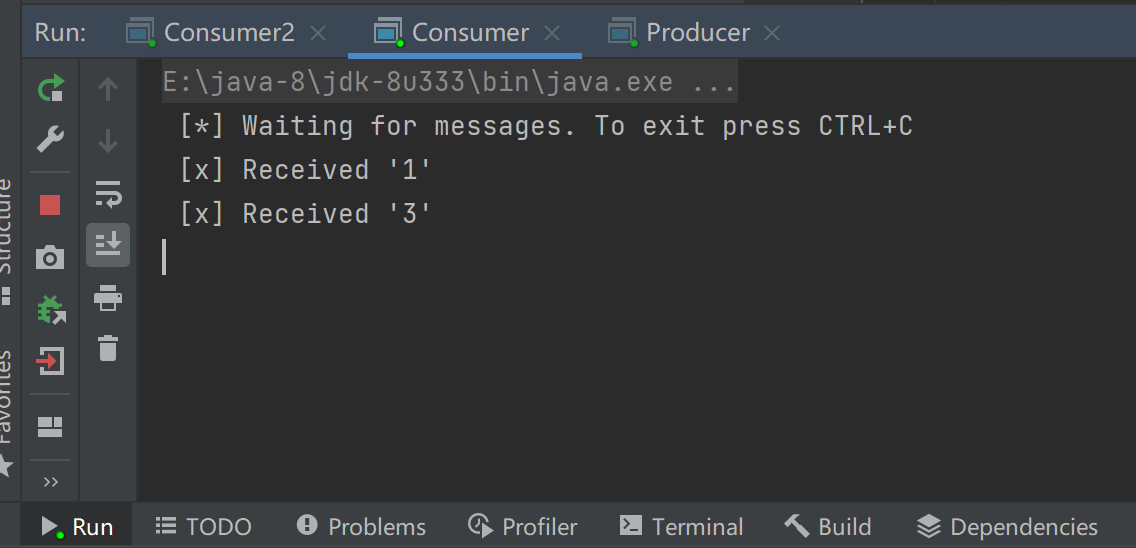 Run: Consumer2 Consumer Producer
E:\java-8\jdk-8u333\bin\java.exe ...
[*] Waiting for messages. To exit press CTRL+C
[x] Received '1'
[x] Received '3'
Structure
Favorites
Run TODO Problems Profiler Terminal Build Dependencies